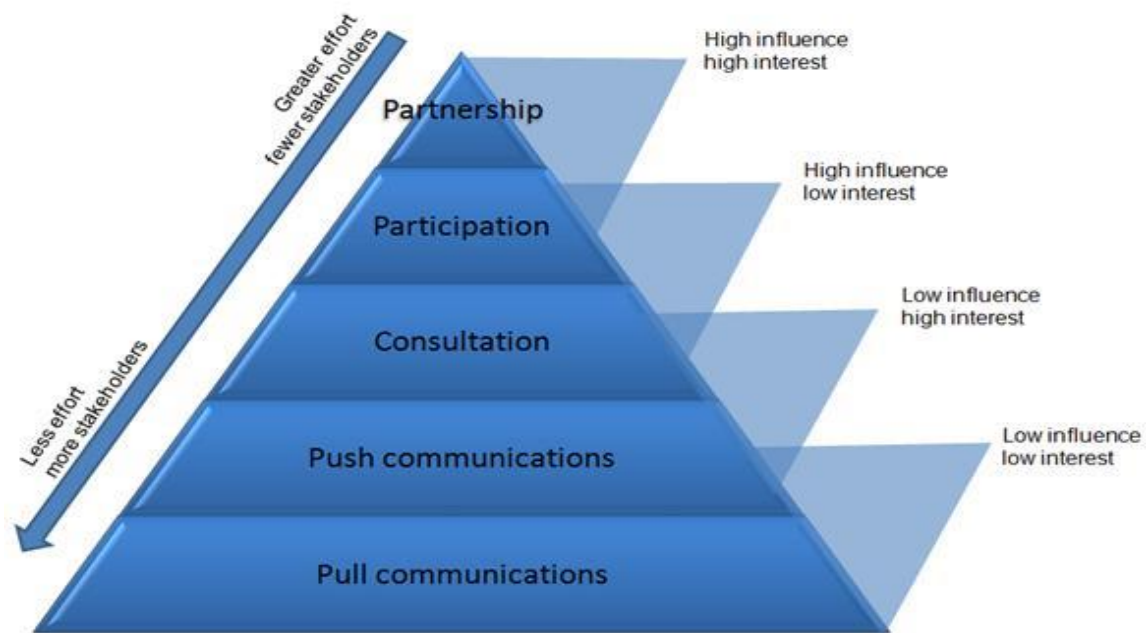 Greater effort
fewer stakeholders
Less effort
more stakeholders
Partnership
Participation
Consultation
Push communications
Pull communications
High influence
high interest
High influence
low interest
Low influence
high interest
Low influence
low interest